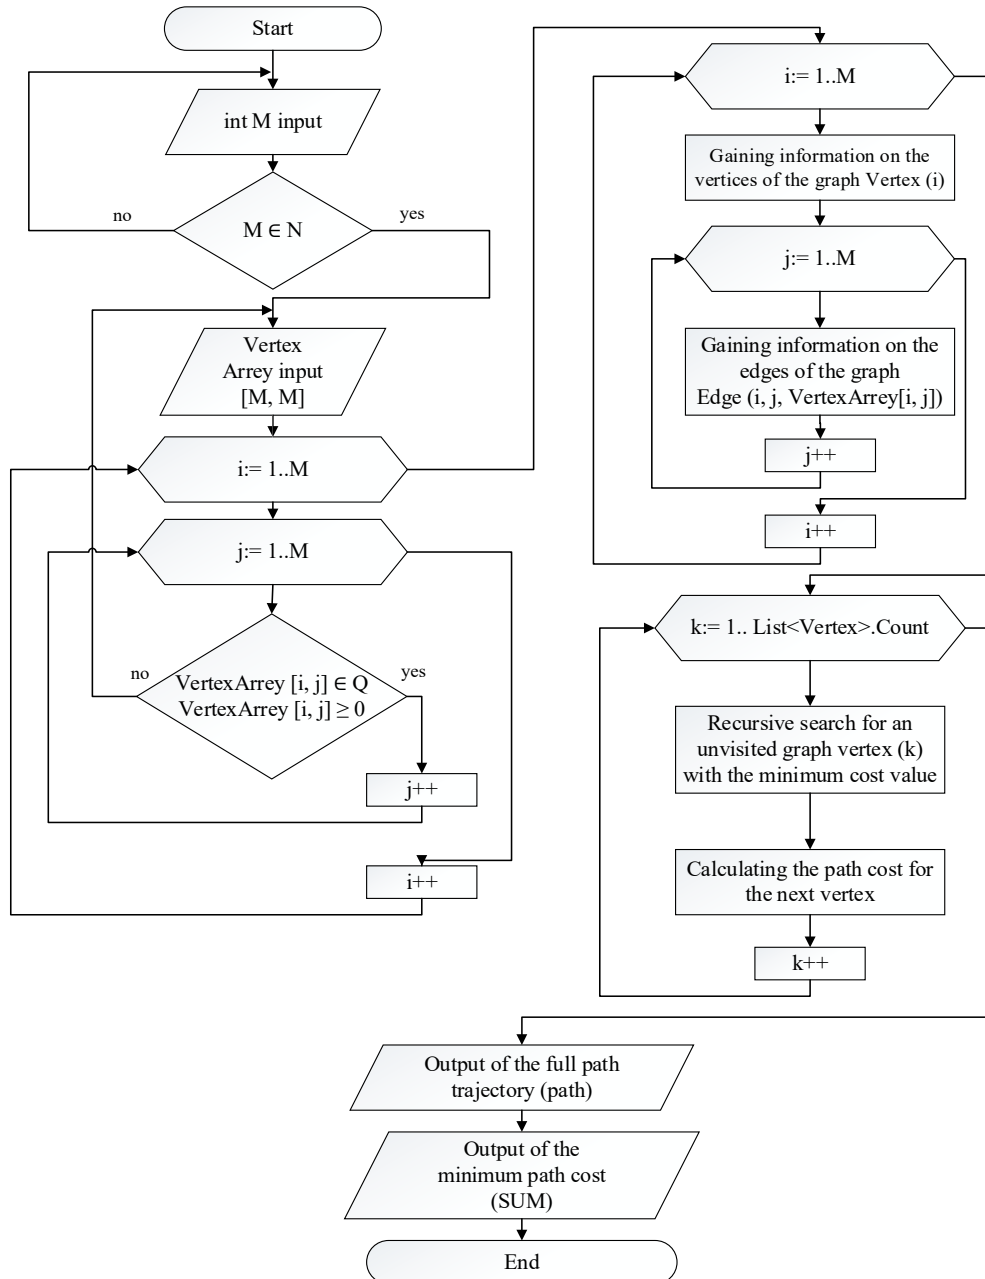 Start
int M input
no
M ∈ N
yes
Vertex
Arrey input
[M, M]
i:= 1..M
j:= 1..M
no
VertexArrey [i, j] ∈ Q
VertexArrey [i, j] ≥ 0
yes
j++
i++
i:= 1..M
Gaining information on the
vertices of the graph Vertex (i)
j:= 1..M
Gaining information on the
edges of the graph
Edge (i, j, VertexArrey[i, j])
j++
i++
k:= 1.. List<Vertex>.Count
Recursive search for an
unvisited graph vertex (k)
with the minimum cost value
Calculating the path cost for
the next vertex
k++
Output of the full path
trajectory (path)
Output of the
minimum path cost
(SUM)
End